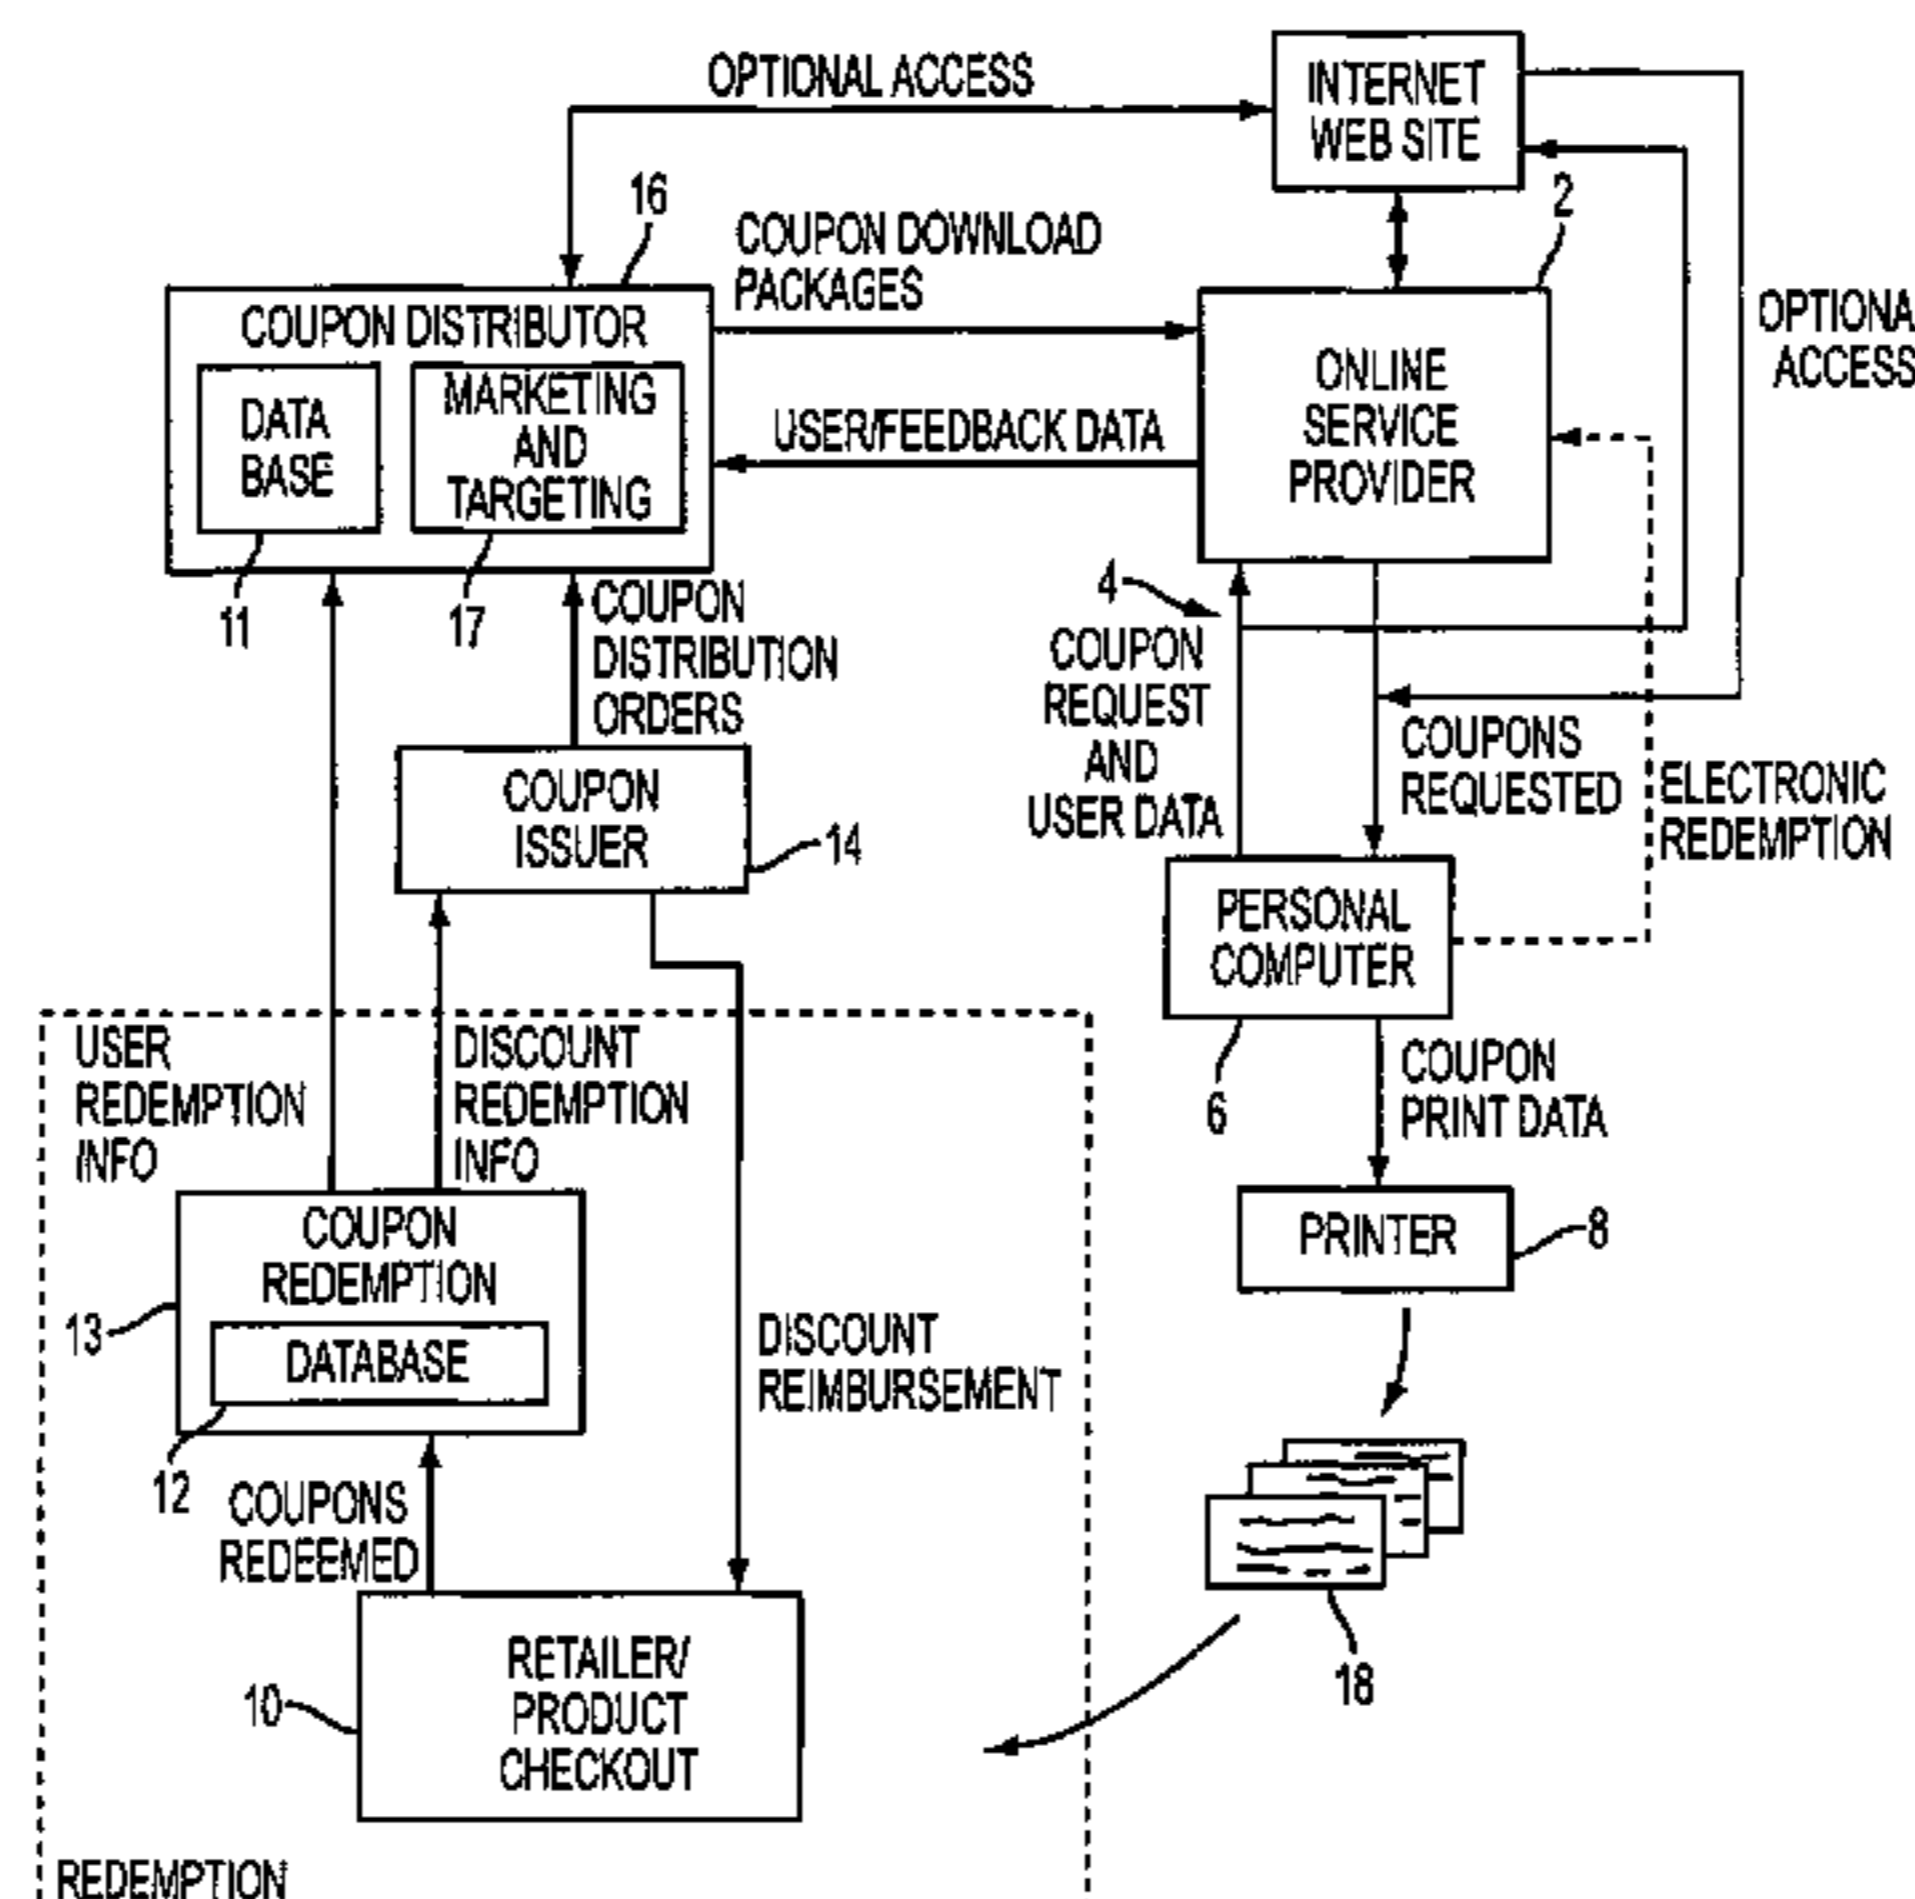 OPTIONAL ACCESS
INTERNET
WEB SITE
16
2
COUPON DOWNLOAD
PACKAGES
COUPON DISTRIBUTOR
DATA
BASE
MARKETING
AND
TARGETING
11
17
USER/FEEDBACK DATA
ONLINE
SERVICE
PROVIDER
OPTIONA
ACCESS
4
COUPON
DISTRIBUTION
ORDERS
COUPON
REQUEST
AND
USER DATA
COUPONS
REQUESTED
ELECTRONIC
REDEMPTION
COUPON
ISSUER
14
PERSONAL
COMPUTER
6
USER
REDEMPTION
INFO
DISCOUNT
REDEMPTION
INFO
COUPON
PRINT DATA
COUPON
REDEMPTION
DATABASE
13
12
PRINTER
8
DISCOUNT
REIMBURSEMENT
COUPONS
REDEEMED
RETAILER/
PRODUCT
CHECKOUT
10
18
REDEMPTION